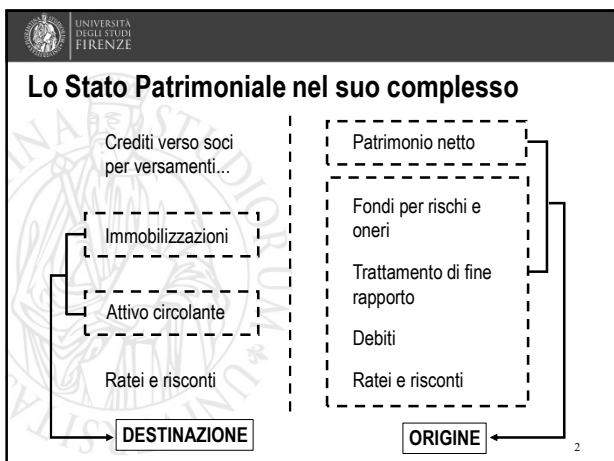 UNIVERSITÀ
DEGLI STUDI
FIRENZE
Lo Stato Patrimoniale nel suo complesso
Crediti verso soci
per versamenti...
Immobilizzazioni
Attivo circolante
Ratei e risconti
DESTINAZIONE
Patrimonio netto
Fondi per rischi e
oneri
Trattamento di fine
rapporto
Debiti
Ratei e risconti
ORIGINE
2